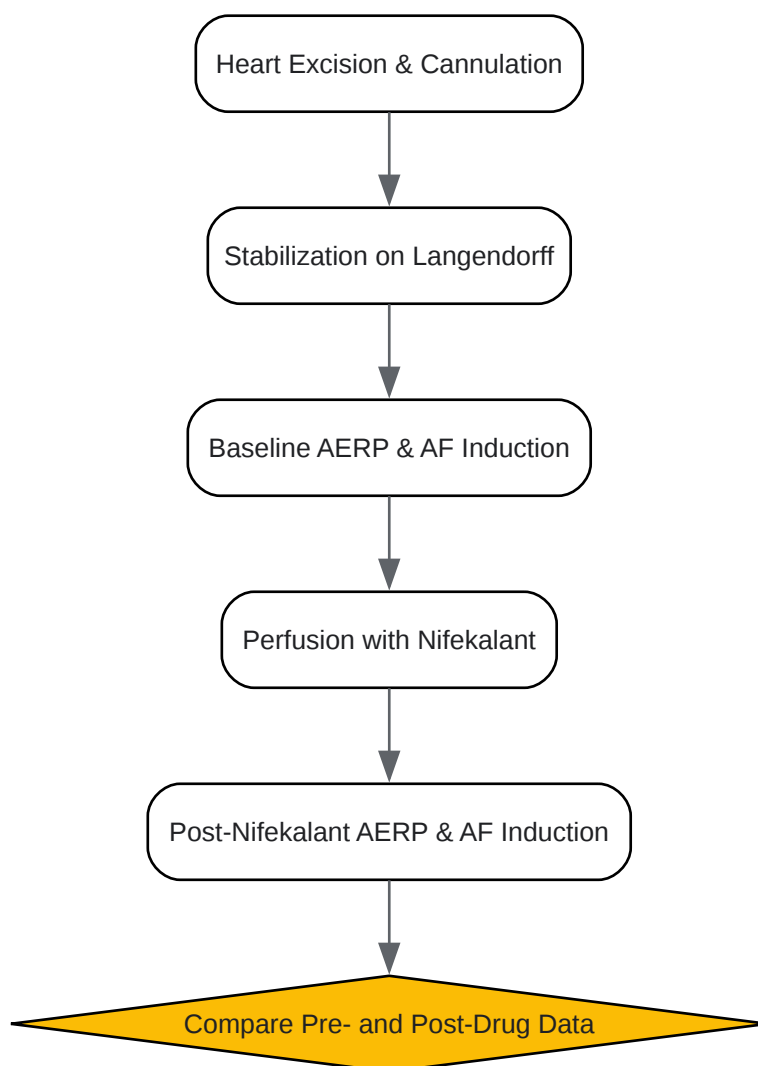 Heart Excision & Cannulation
Stabilization on Langendorff
Baseline AERP & AF Induction
Perfusion with Nifekalant
Post-Nifekalant AERP & AF Induction
Compare Pre- and Post-Drug Data